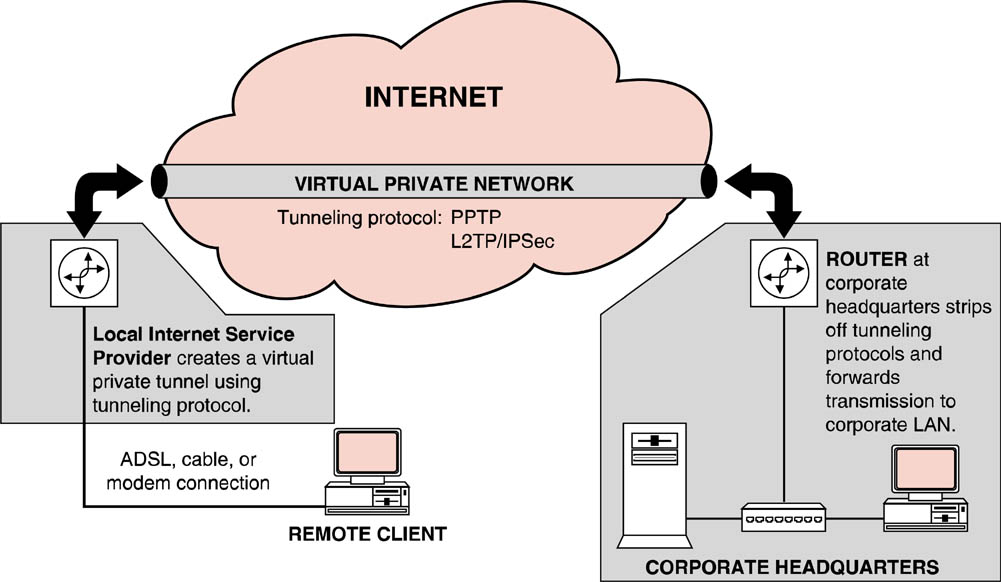 INTERNET
VIRTUAL PRIVATE NETWORK
Tunneling protocol: PPTP
L2TP/IPSec
Local Internet Service
Provider creates a virtual
private tunnel using
tunneling protocol.
ADSL, cable, or
modem connection
REMOTE CLIENT
ROUTER at
corporate
headquarters strips
off tunneling
protocols and
forwards
transmission to
corporate LAN.
CORPORATE HEADQUARTERS